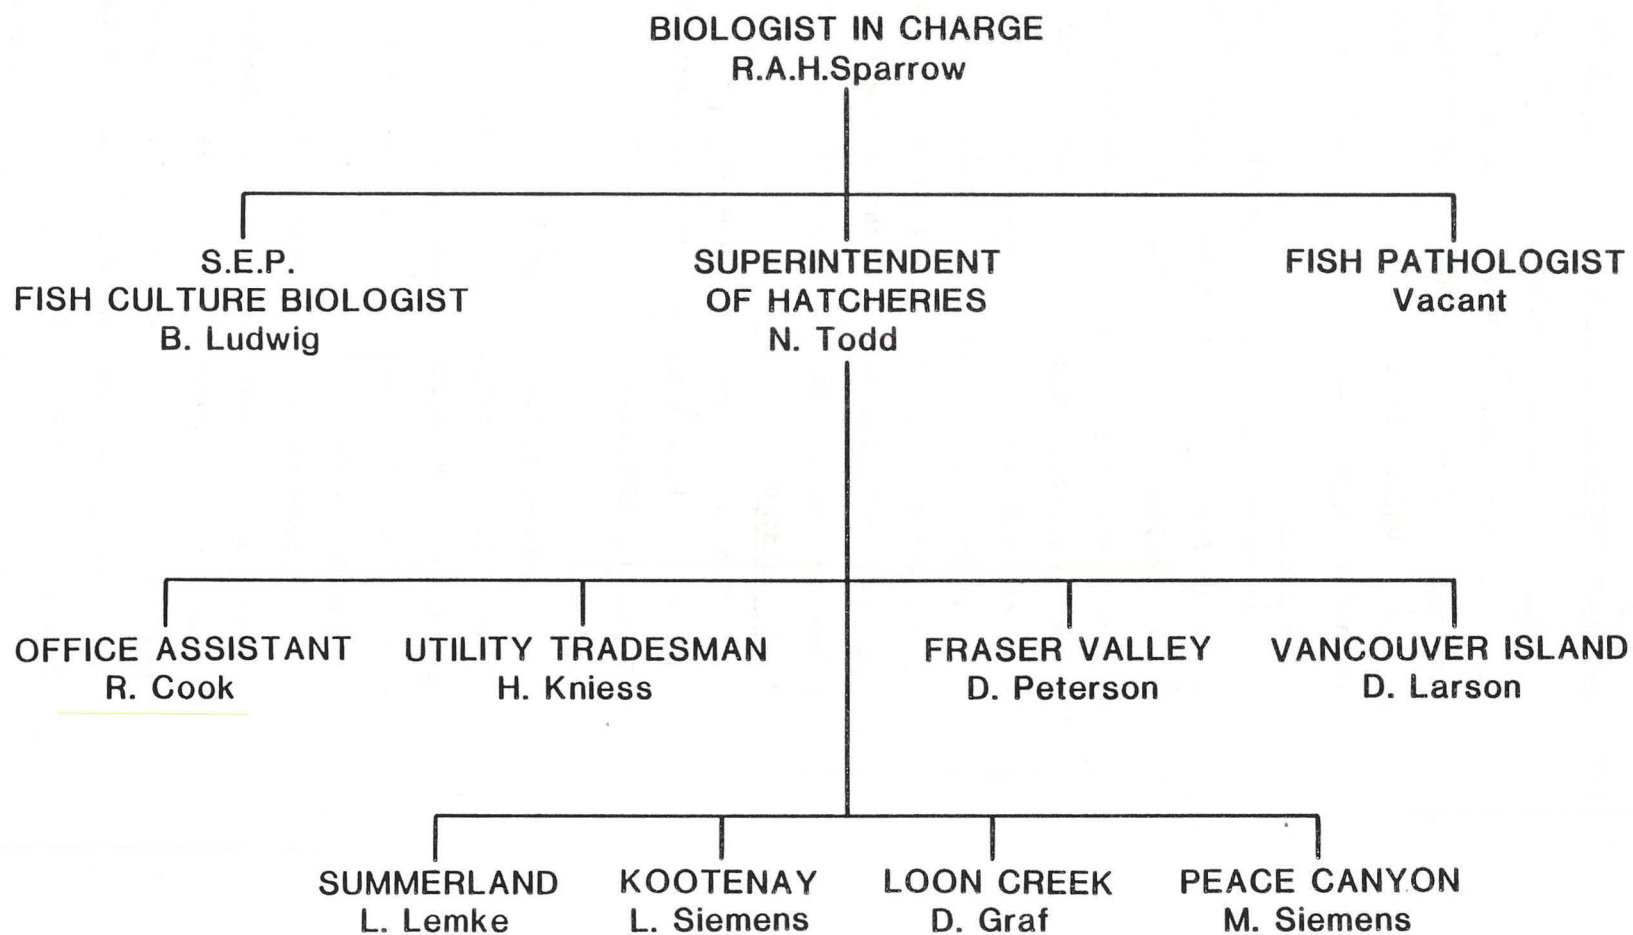 BIOLOGIST IN CHARGE
R.A.H.Sparrow
S.E.P.
FISH CULTURE BIOLOGIST
B. Ludwig
SUPERINTENDENT
OF HATCHERIES
N. Todd
FISH PATHOLOGIST
Vacant
OFFICE ASSISTANT
R. Cook
UTILITY TRADESMAN
H. Kniess
FRASER VALLEY
D. Peterson
VANCOUVER ISLAND
D. Larson
SUMMERLAND
L. Lemke
KOOTENAY
L. Siemens
LOON CREEK
D. Graf
PEACE CANYON
M. Siemens